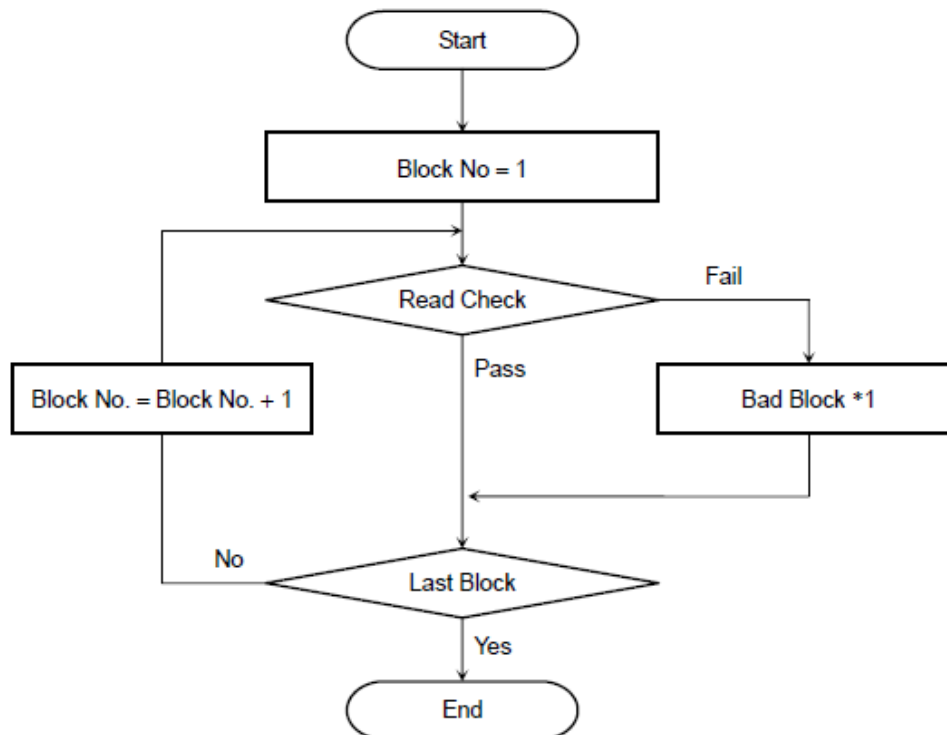 Start
Block No = 1
Read Check
Fail
Pass
Block No. = Block No. + 1
Bad Block *1
No
Last Block
Yes
End